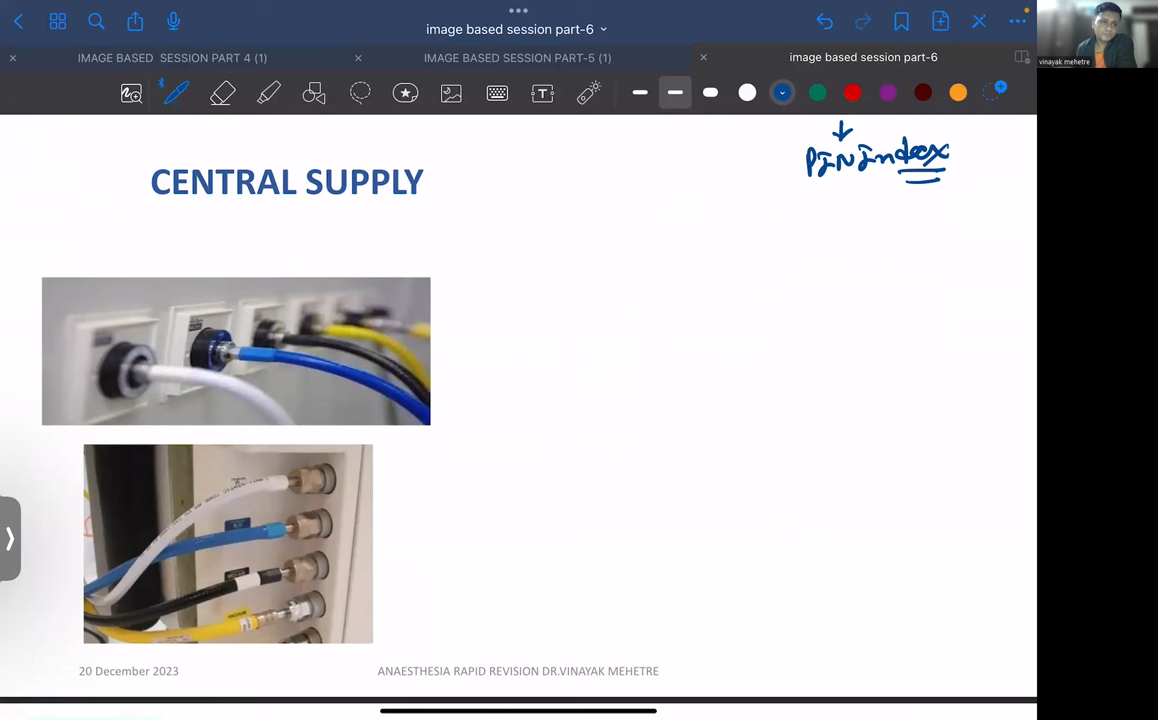 image based session part-6
IMAGE BASED SESSION PART 4 (1)
IMAGE BASED SESSION PART-5 (1)
image based session part-6
vinayak mehetre
PIN Index
CENTRAL SUPPLY
20 December 2023
ANAESTHESIA RAPID REVISION DR.VINAYAK MEHETRE